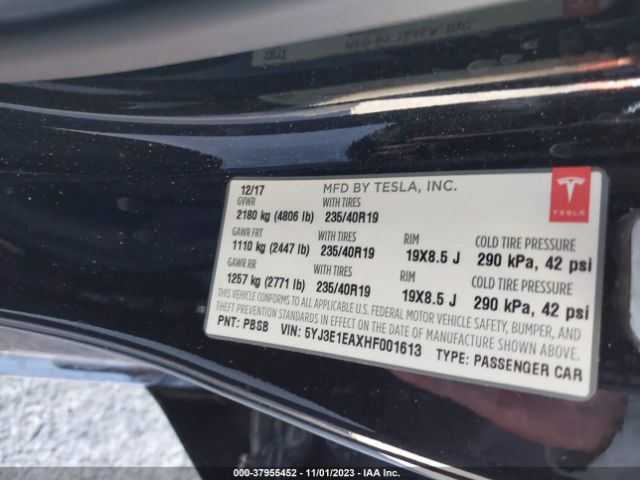 12/17 MFD BY TESLA, INC.
GVWR WITH TIRES
2180 kg (4806 lb) 235/40R19
TESLA
GAWR FRT WITH TIRES RIM COLD TIRE PRESSURE
1110 kg (2447 lb) 235/40R19 19X8.5 J 290 kPa, 42 psi
GAWR RR WITH TIRES RIM COLD TIRE PRESSURE
1257 kg (2771 lb) 235/40R19 19X8.5 J 290 kPa, 42 psi
THIS VEHICLE CONFORMS TO ALL APPLICABLE U.S. FEDERAL MOTOR VEHICLE SAFETY, BUMPER, AND
THEFT PREVENTION STANDARDS IN EFFECT ON THE DATE OF MANUFACTURE SHOWN ABOVE.
PNT: PBSB VIN: 5YJ3E1EAXHF001613 TYPE: PASSENGER CAR
000-37955452 - 11/01/2023 - IAA Inc.